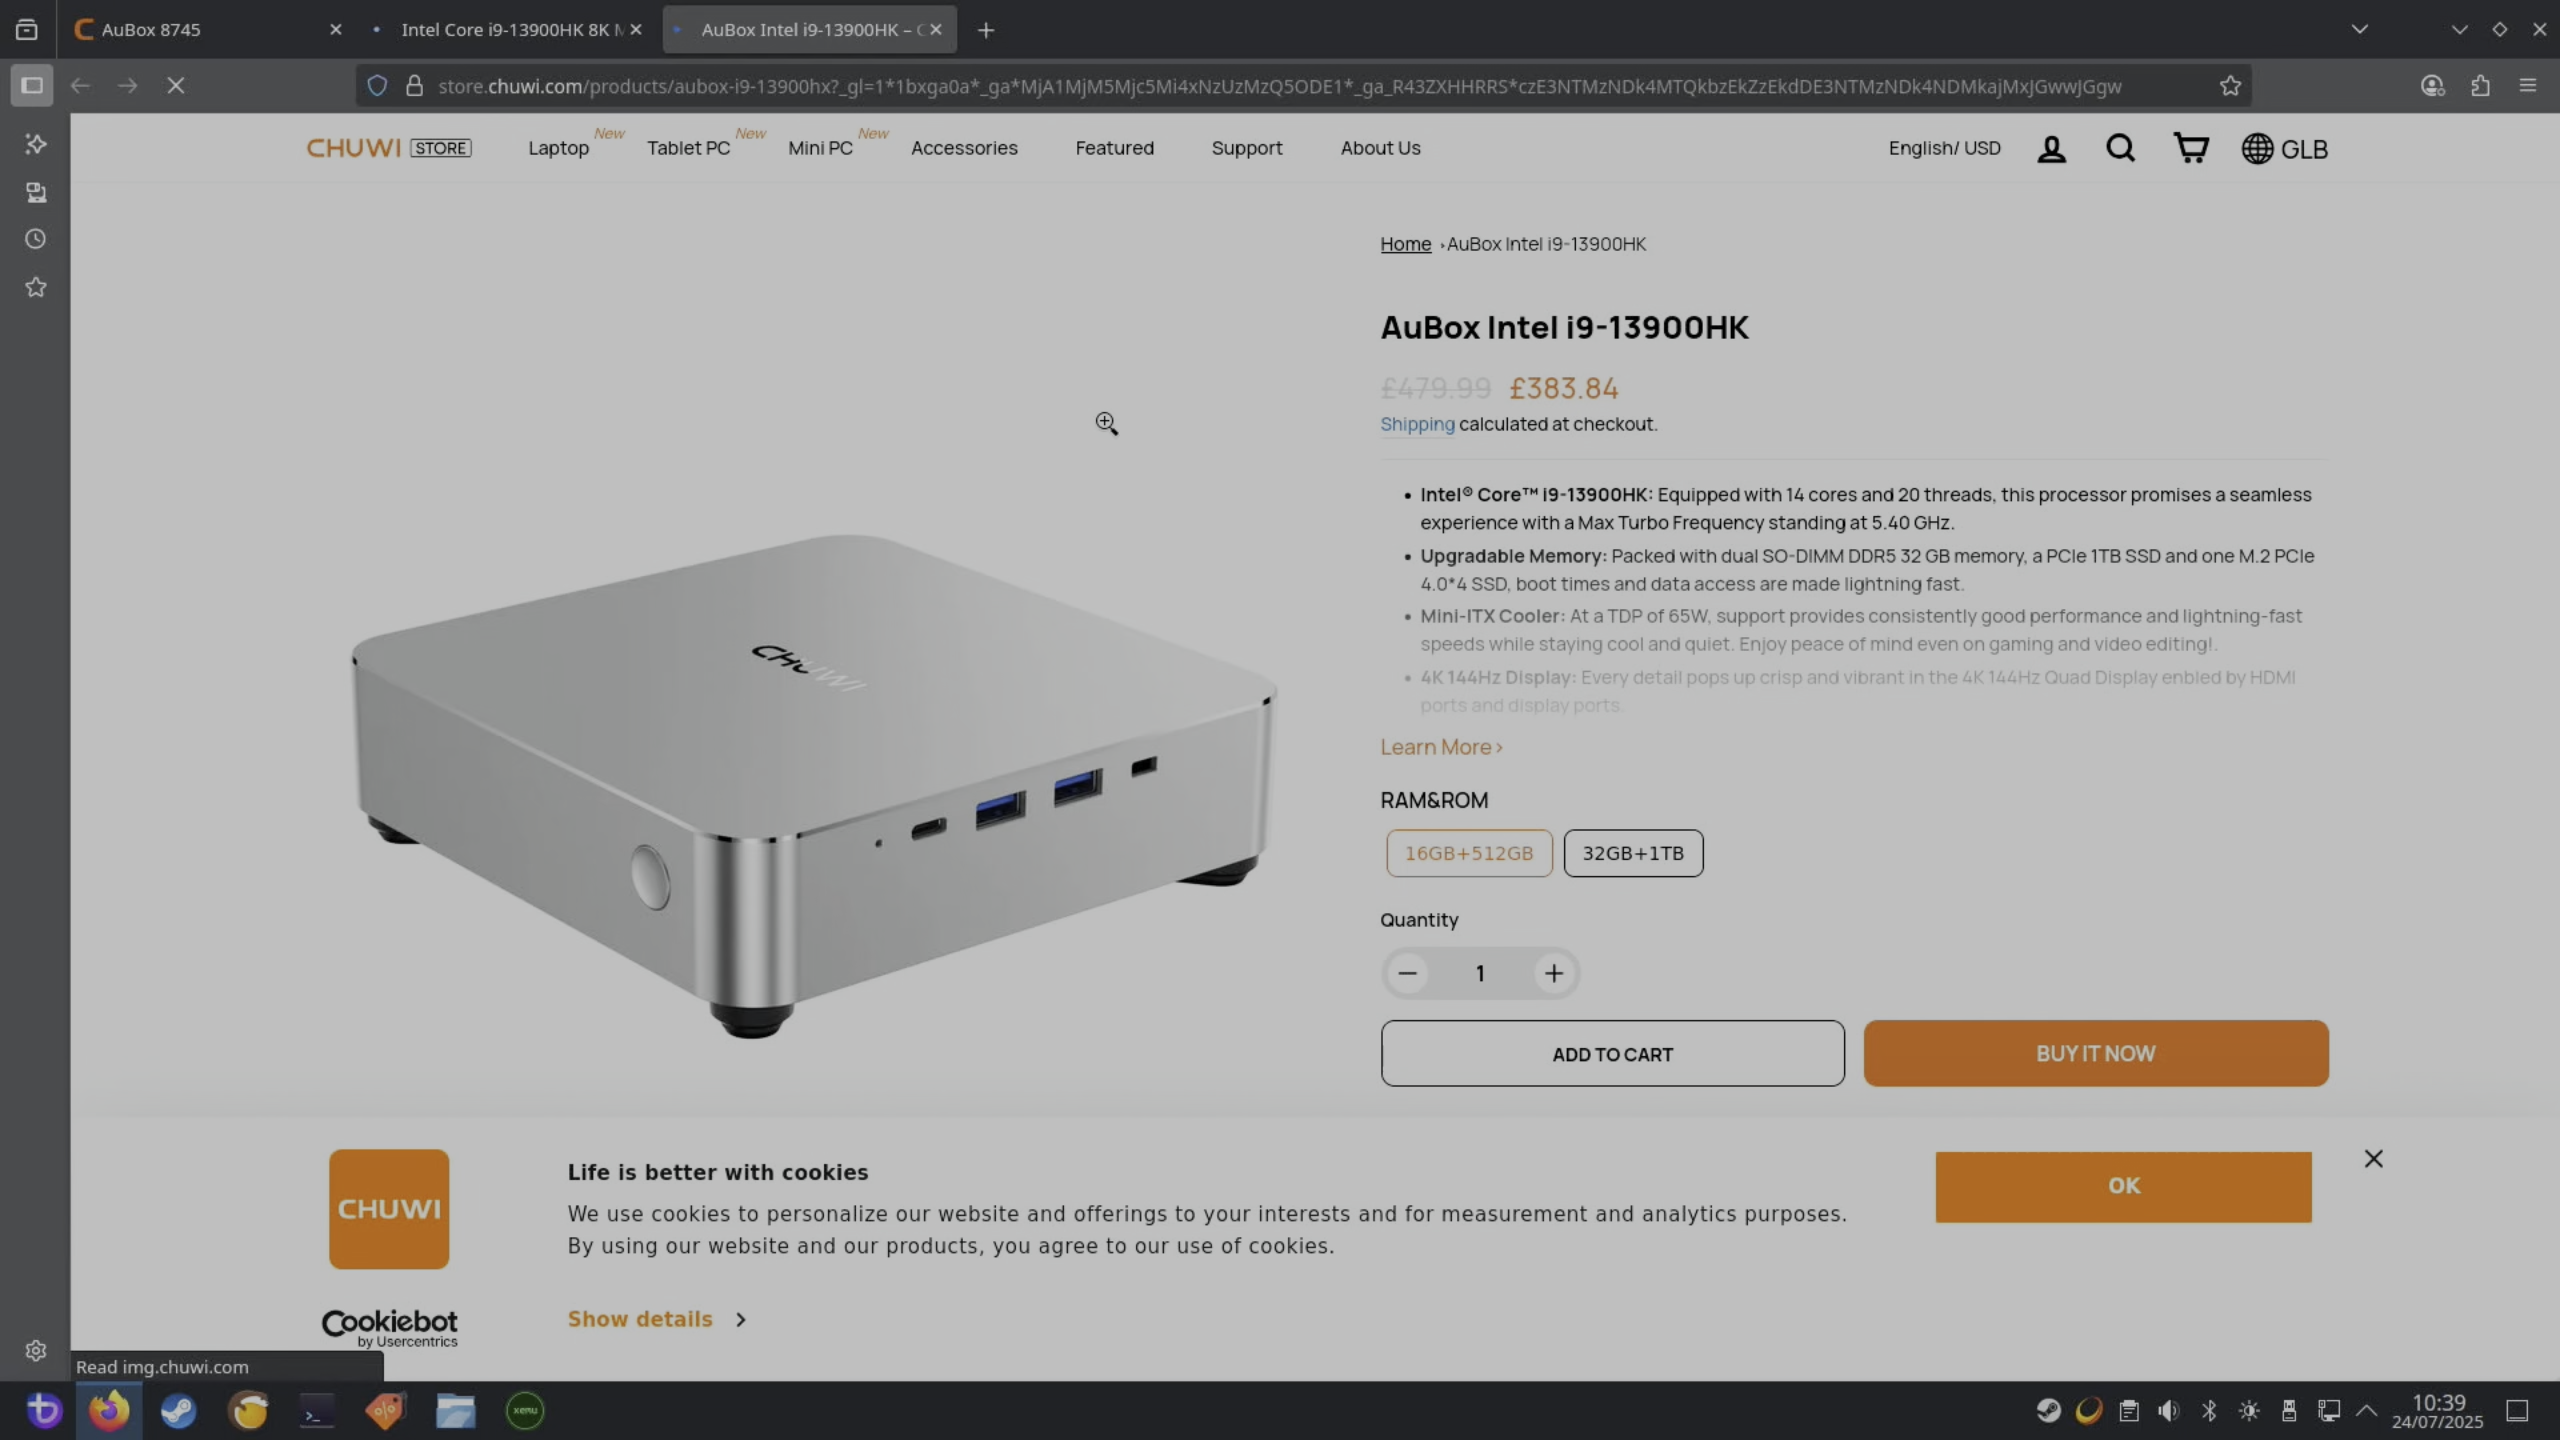 AuBox 8745
Intel Core i9-13900HK 8K M
AuBox Intel i9-13900HK – C
store.chuwi.com/products/aubox-i9-13900hx?_gl=1*1bxga0a*_ga*MjA1MjM5Mjc5Mi4xNzUzMzQ5ODE1*_ga_R43ZXHHRRS*czE3NTMzNDk4MTQkbzEkZzEkdDE3NTMzNDk4NDMkajMxJGwwJGgw
CHUWI STORE
Laptop New
Tablet PC New
Mini PC New
Accessories
Featured
Support
About Us
English/ USD
GLB
Home › AuBox Intel i9-13900HK
AuBox Intel i9-13900HK
£479.99 £383.84
Shipping calculated at checkout.
• Intel® Core™ i9-13900HK: Equipped with 14 cores and 20 threads, this processor promises a seamless
experience with a Max Turbo Frequency standing at 5.40 GHz.
• Upgradable Memory: Packed with dual SO-DIMM DDR5 32 GB memory, a PCIe 1TB SSD and one M.2 PCIe
4.0*4 SSD, boot times and data access are made lightning fast.
• Mini-ITX Cooler: At a TDP of 65W, support provides consistently good performance and lightning-fast
speeds while staying cool and quiet. Enjoy peace of mind even on gaming and video editing!.
• 4K 144Hz Display: Every detail pops up crisp and vibrant in the 4K 144Hz Quad Display enbled by HDMI
ports and display ports.
Learn More ›
CHUWI
RAM&ROM
16GB+512GB
32GB+1TB
Quantity
− 1 +
ADD TO CART
BUY IT NOW
CHUWI
Life is better with cookies
We use cookies to personalize our website and offerings to your interests and for measurement and analytics purposes.
By using our website and our products, you agree to our use of cookies.
OK
Cookiebot
by Usercentrics
Show details
Read img.chuwi.com
xemu
10:39
24/07/2025